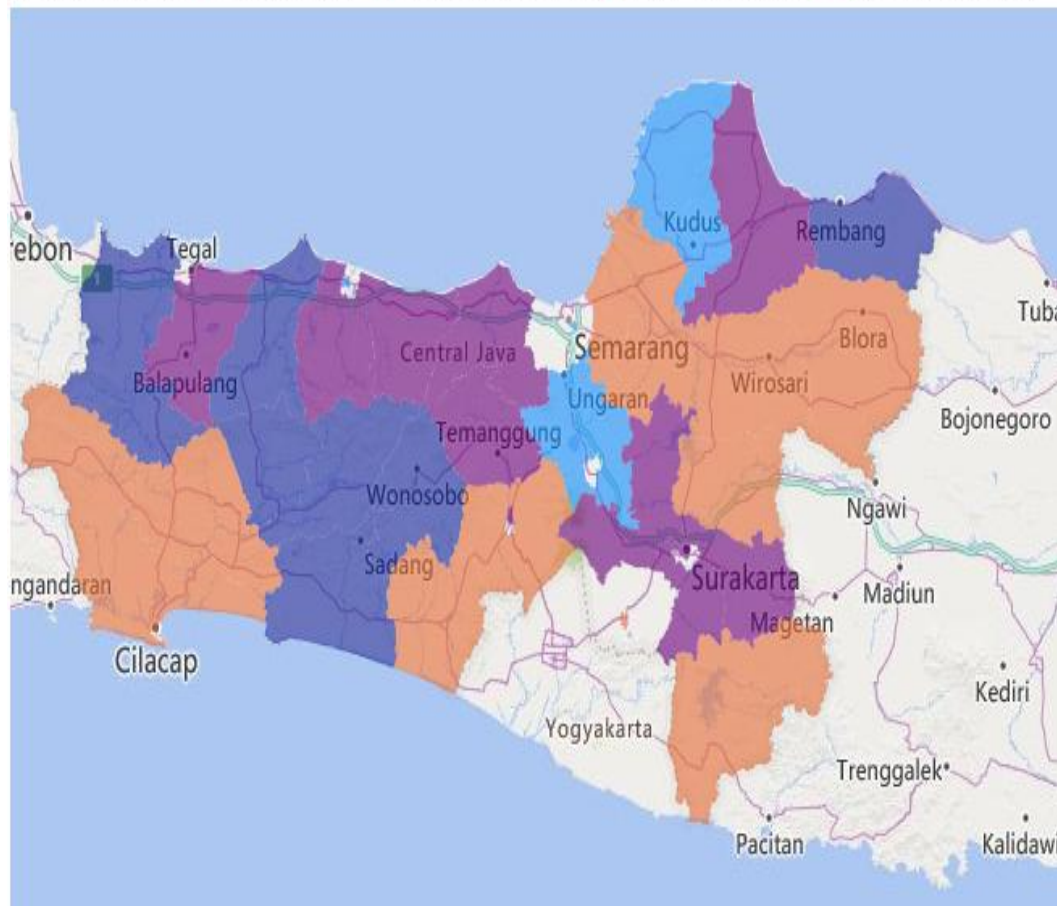 Kudus
Rembang
rebon
Tegal
Tuba
Blora
Semarang
Central Java
Wirosari
Balapulang
Ungaran
Bojonegoro
Temanggung
Wonosobo
Ngawi
Sadang
Surakarta
Madiun
ngandaran
Magetan
Cilacap
Kediri
Yogyakarta
Trenggalek
Pacitan
Kalidawi